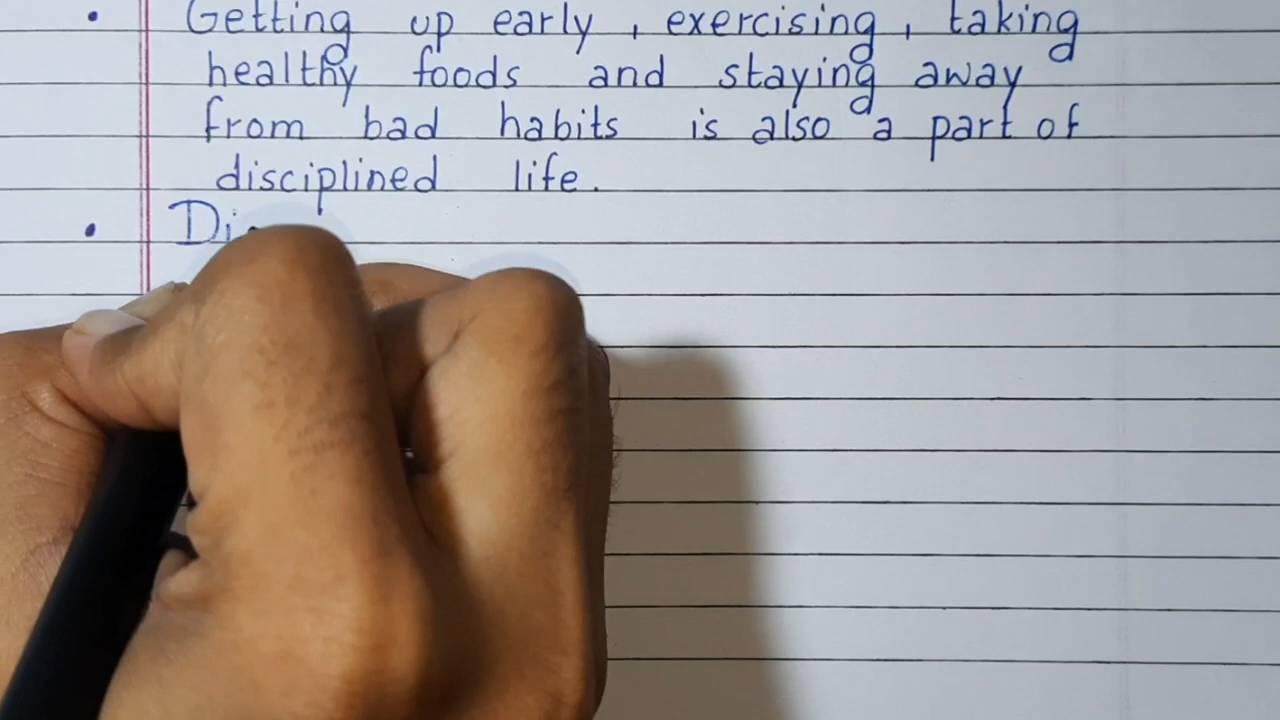 • Getting up early, exercising, taking
healthy foods and staying away
from bad habits is also a part of
disciplined life.
• Di